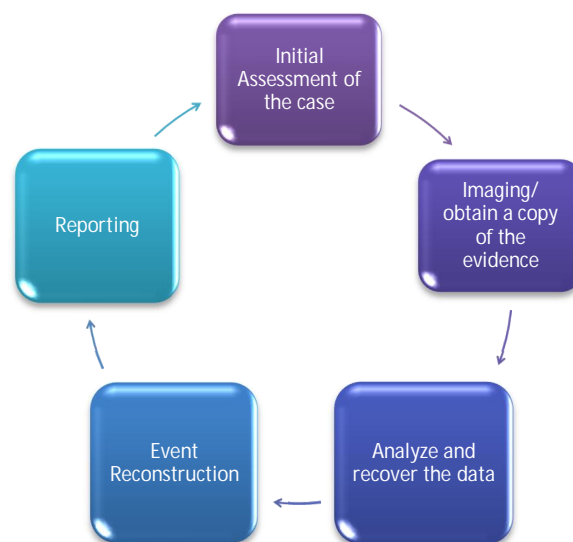 Initial
Assessment of
the case
Imaging/
obtain a copy
of the
evidence
Analyze and
recover the data
Event
Reconstruction
Reporting